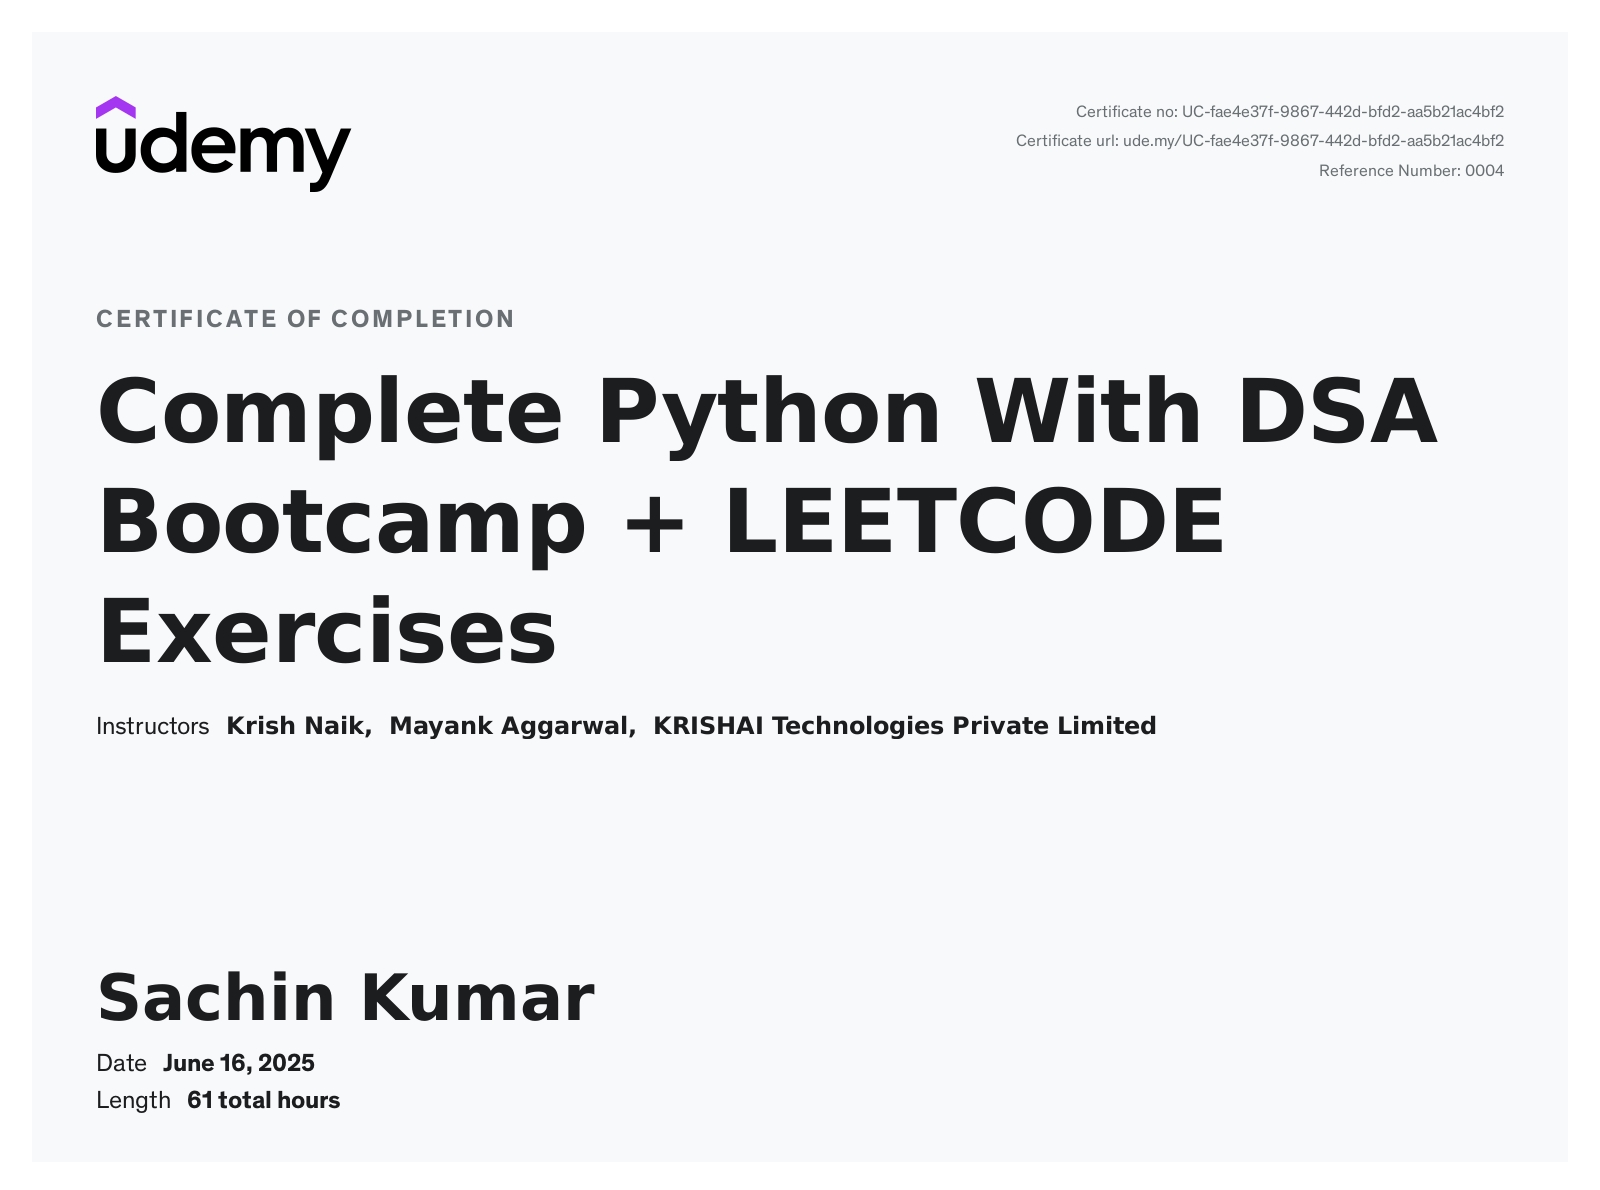 udemy
Certificate no: UC-fae4e37f-9867-442d-bfd2-aa5b21ac4bf2
Certificate url: ude.my/UC-fae4e37f-9867-442d-bfd2-aa5b21ac4bf2
Reference Number: 0004
CERTIFICATE OF COMPLETION
Complete Python With DSA
Bootcamp + LEETCODE
Exercises
Instructors Krish Naik, Mayank Aggarwal, KRISHAI Technologies Private Limited
Sachin Kumar
Date June 16, 2025
Length 61 total hours